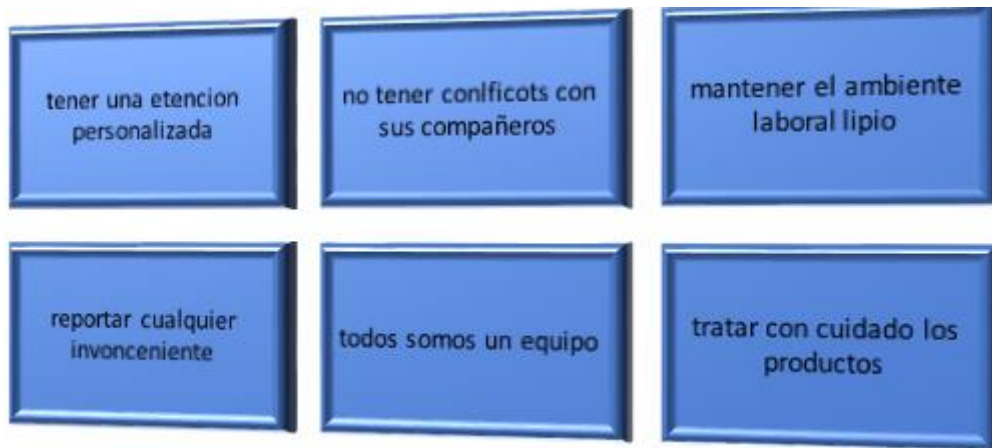 tener una etencion
personalizada
no tener conlficots con
sus compañeros
mantener el ambiente
laboral lipio
reportar cualquier
invonceniente
todos somos un equipo
tratar con cuidado los
productos